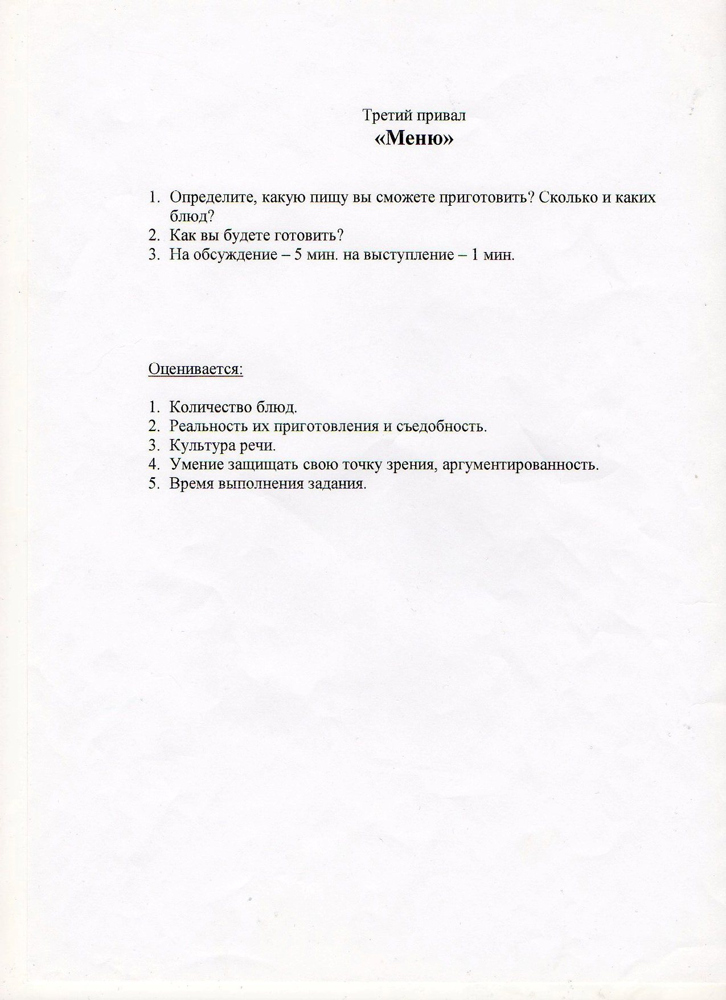 Третий привал
«Меню»
1. Определите, какую пищу вы сможете приготовить? Сколько и каких
блюд?
2. Как вы будете готовить?
3. На обсуждение – 5 мин. на выступление – 1 мин.
Оценивается:
1. Количество блюд.
2. Реальность их приготовления и съедобность.
3. Культура речи.
4. Умение защищать свою точку зрения, аргументированность.
5. Время выполнения задания.